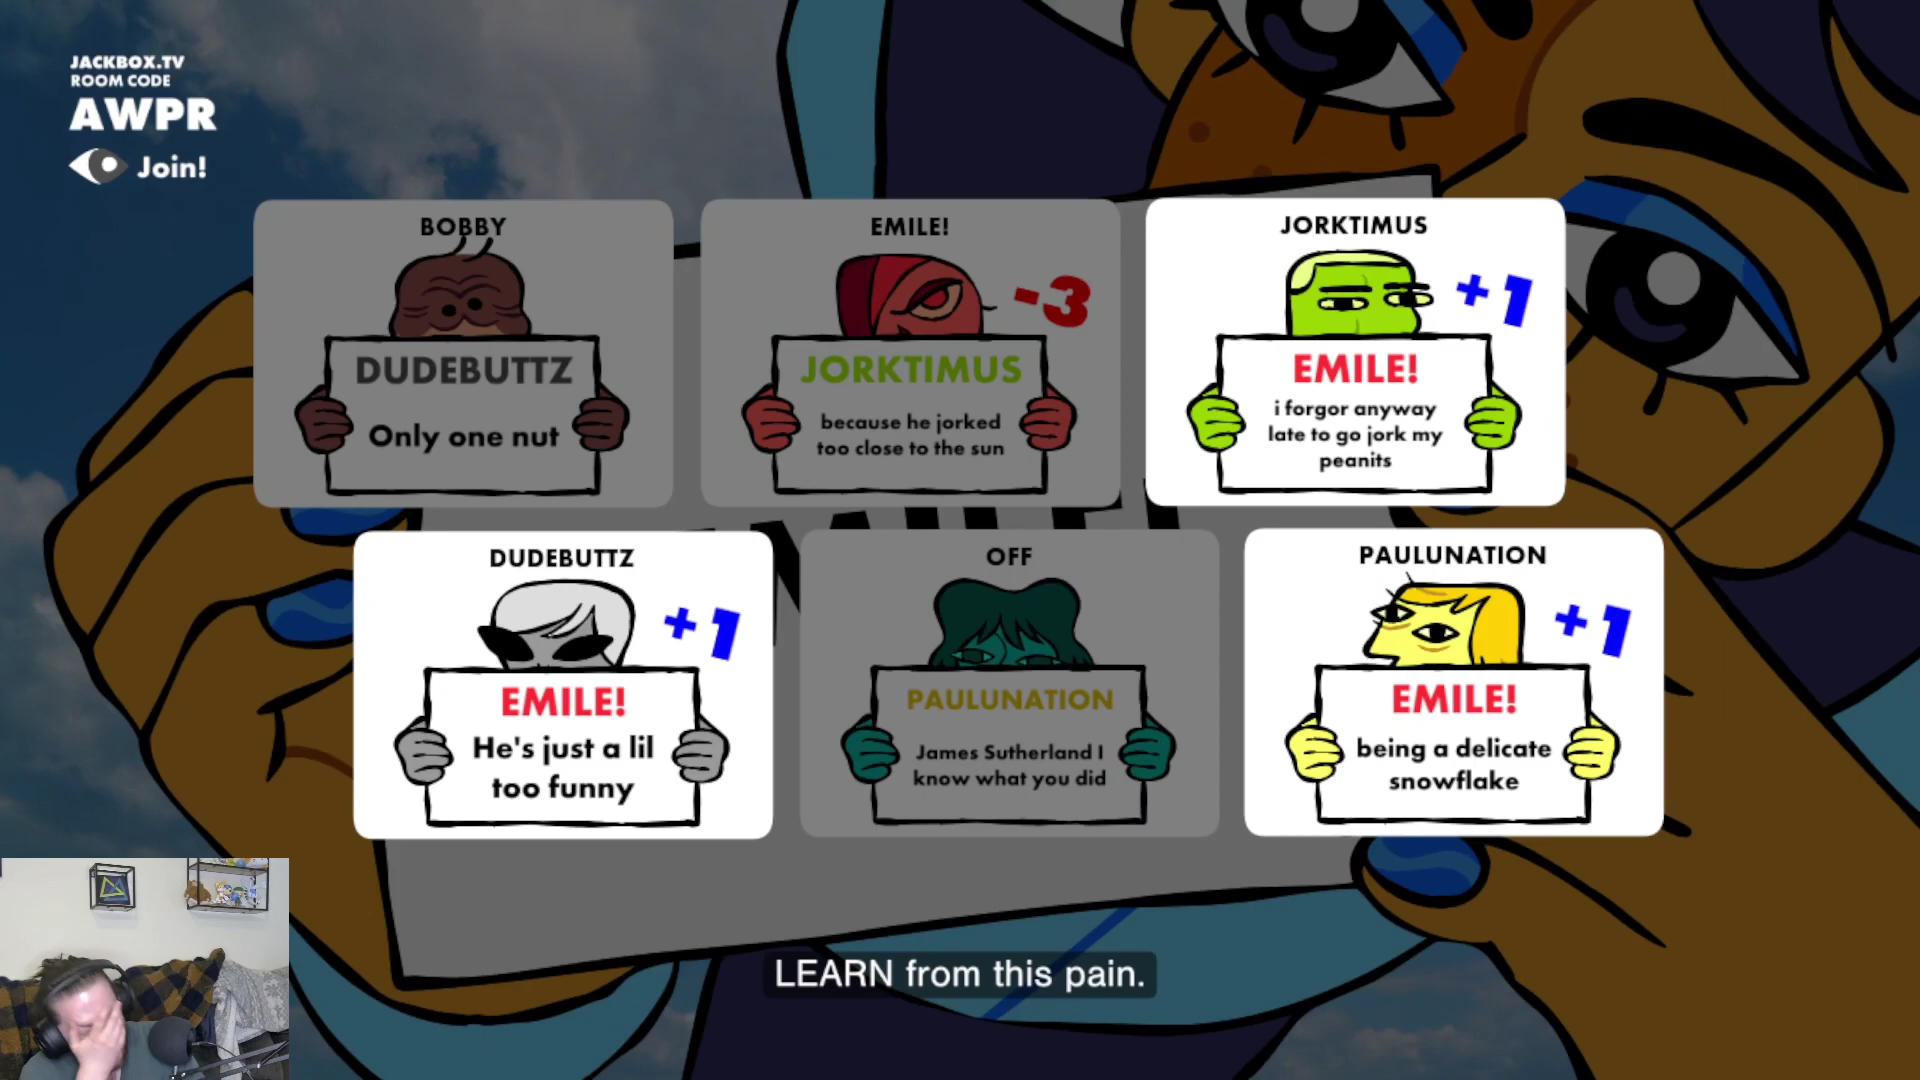 JACKBOX.TV
ROOM CODE
AWPR
Join!
BOBBY
DUDEBUTTZ
Only one nut
EMILE!
-3
JORKTIMUS
because he jorked
too close to the sun
JORKTIMUS
+1
EMILE!
i forgor anyway
late to go jork my
peanits
DUDEBUTTZ
+1
EMILE!
He's just a lil
too funny
OFF
PAULUNATION
James Sutherland I
know what you did
PAULUNATION
+1
EMILE!
being a delicate
snowflake
LEARN from this pain.